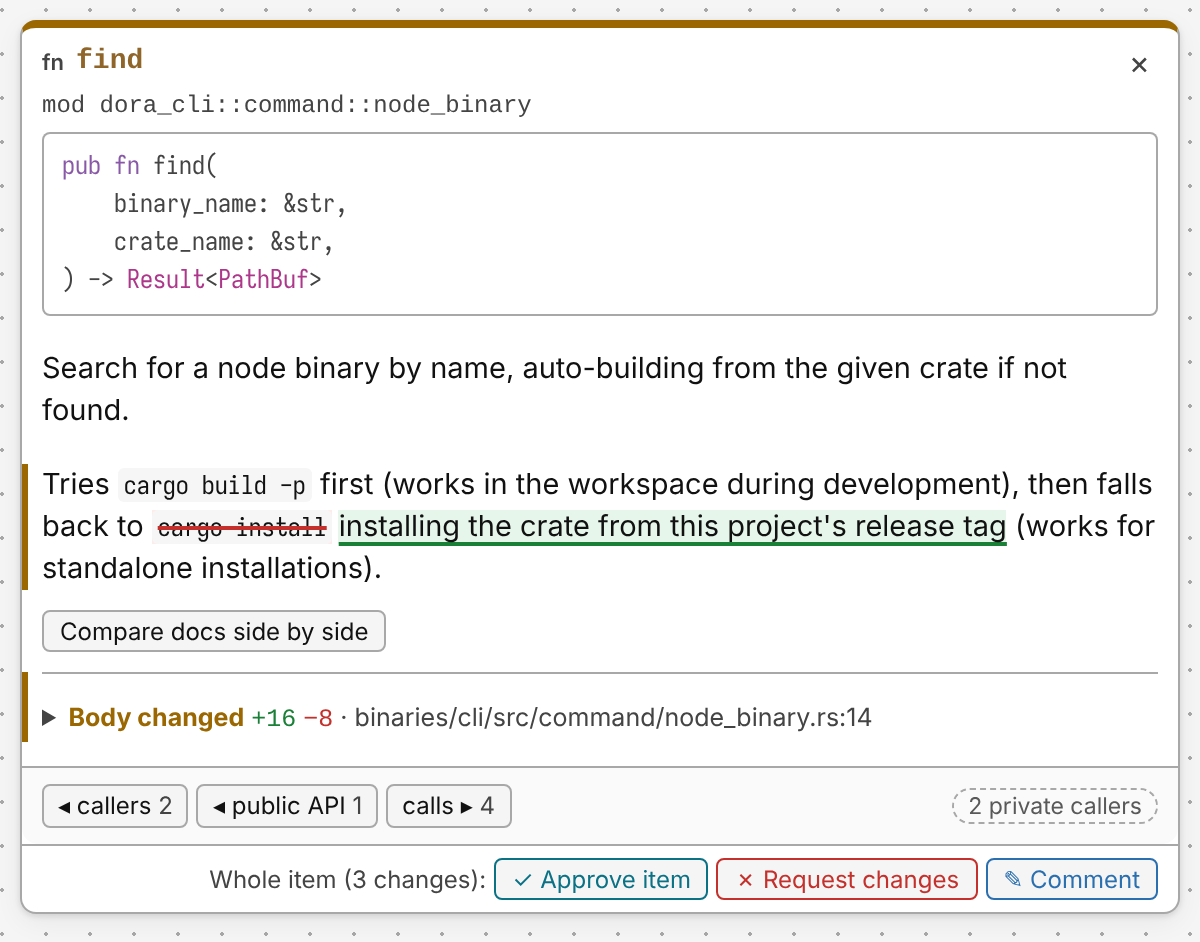 fn find
×
mod dora_cli::command::node_binary
pub fn find(
    binary_name: &str,
    crate_name: &str,
) -> Result<PathBuf>
Search for a node binary by name, auto-building from the given crate if not
found.
Tries cargo build -p first (works in the workspace during development), then falls
back to cargo install installing the crate from this project's release tag (works for
standalone installations).
Compare docs side by side
▶ Body changed +16 −8 · binaries/cli/src/command/node_binary.rs:14
◂ callers 2 ◂ public API 1 calls ▸ 4 2 private callers
Whole item (3 changes): ✓ Approve item × Request changes ✎ Comment